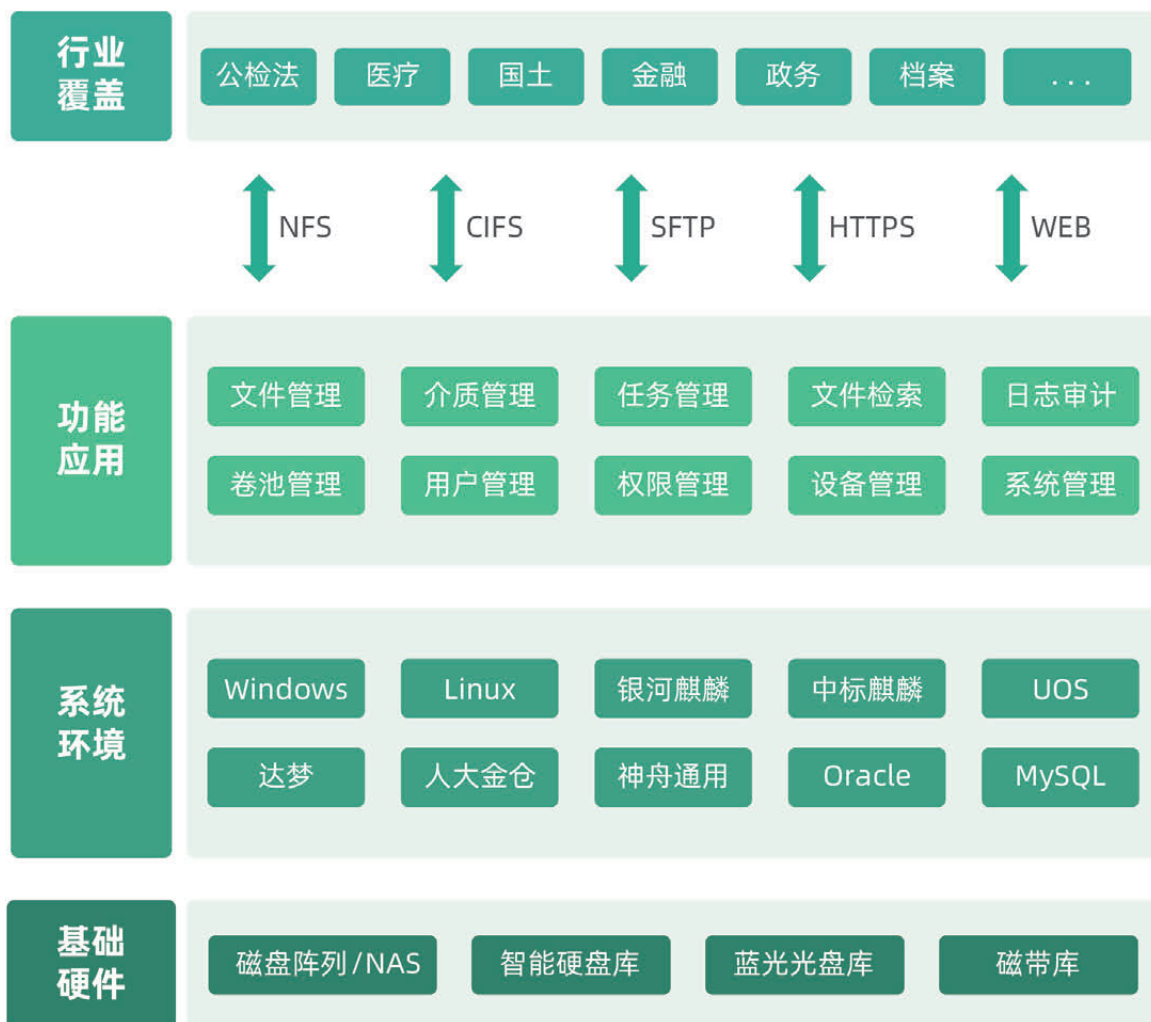 行业
覆盖
公检法 医疗 国土 金融 政务 档案 ...
NFS CIFS SFTP HTTPS WEB
功能
应用
文件管理 介质管理 任务管理 文件检索 日志审计
卷池管理 用户管理 权限管理 设备管理 系统管理
系统
环境
Windows Linux 银河麒麟 中标麒麟 UOS
达梦 人大金仓 神舟通用 Oracle MySQL
基础
硬件
磁盘阵列/NAS 智能硬盘库 蓝光光盘库 磁带库